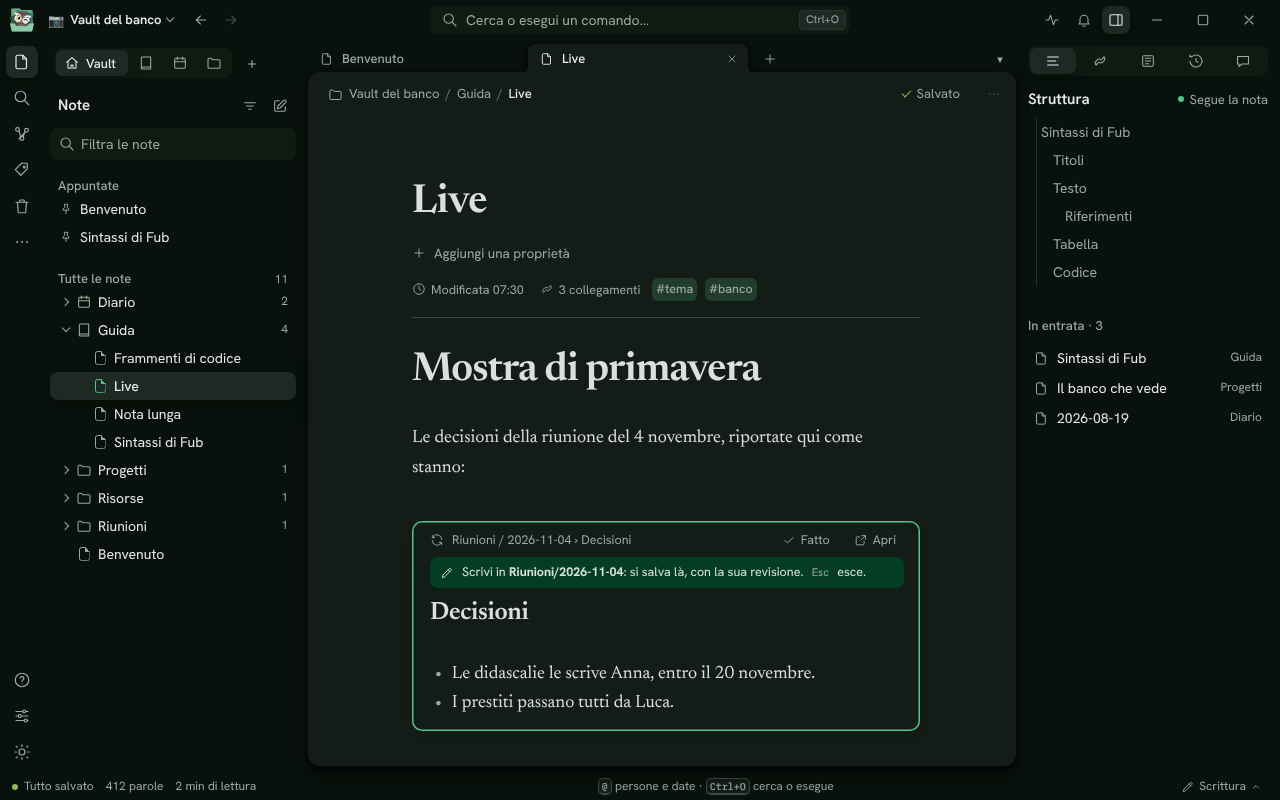 Vault del banco
Cerca o esegui un comando…
Ctrl+O
Vault
Benvenuto
Live
Note
Filtra le note
Appuntate
Benvenuto
Sintassi di Fub
Tutte le note 11
Diario 2
Guida 4
Frammenti di codice
Live
Nota lunga
Sintassi di Fub
Progetti 1
Risorse 1
Riunioni 1
Benvenuto
Vault del banco / Guida / Live
Salvato
Live
Aggiungi una proprietà
Modificata 07:30 3 collegamenti #tema #banco
Mostra di primavera
Le decisioni della riunione del 4 novembre, riportate qui come
stanno:
Riunioni / 2026-11-04 › Decisioni Fatto Apri
Scrivi in Riunioni/2026-11-04: si salva là, con la sua revisione. Esc esce.
Decisioni
• Le didascalie le scrive Anna, entro il 20 novembre.
• I prestiti passano tutti da Luca.
Struttura Segue la nota
Sintassi di Fub
Titoli
Testo
Riferimenti
Tabella
Codice
In entrata · 3
Sintassi di Fub Guida
Il banco che vede Progetti
2026-08-19 Diario
Tutto salvato 412 parole 2 min di lettura
@ persone e date · Ctrl+O cerca o esegue
Scrittura